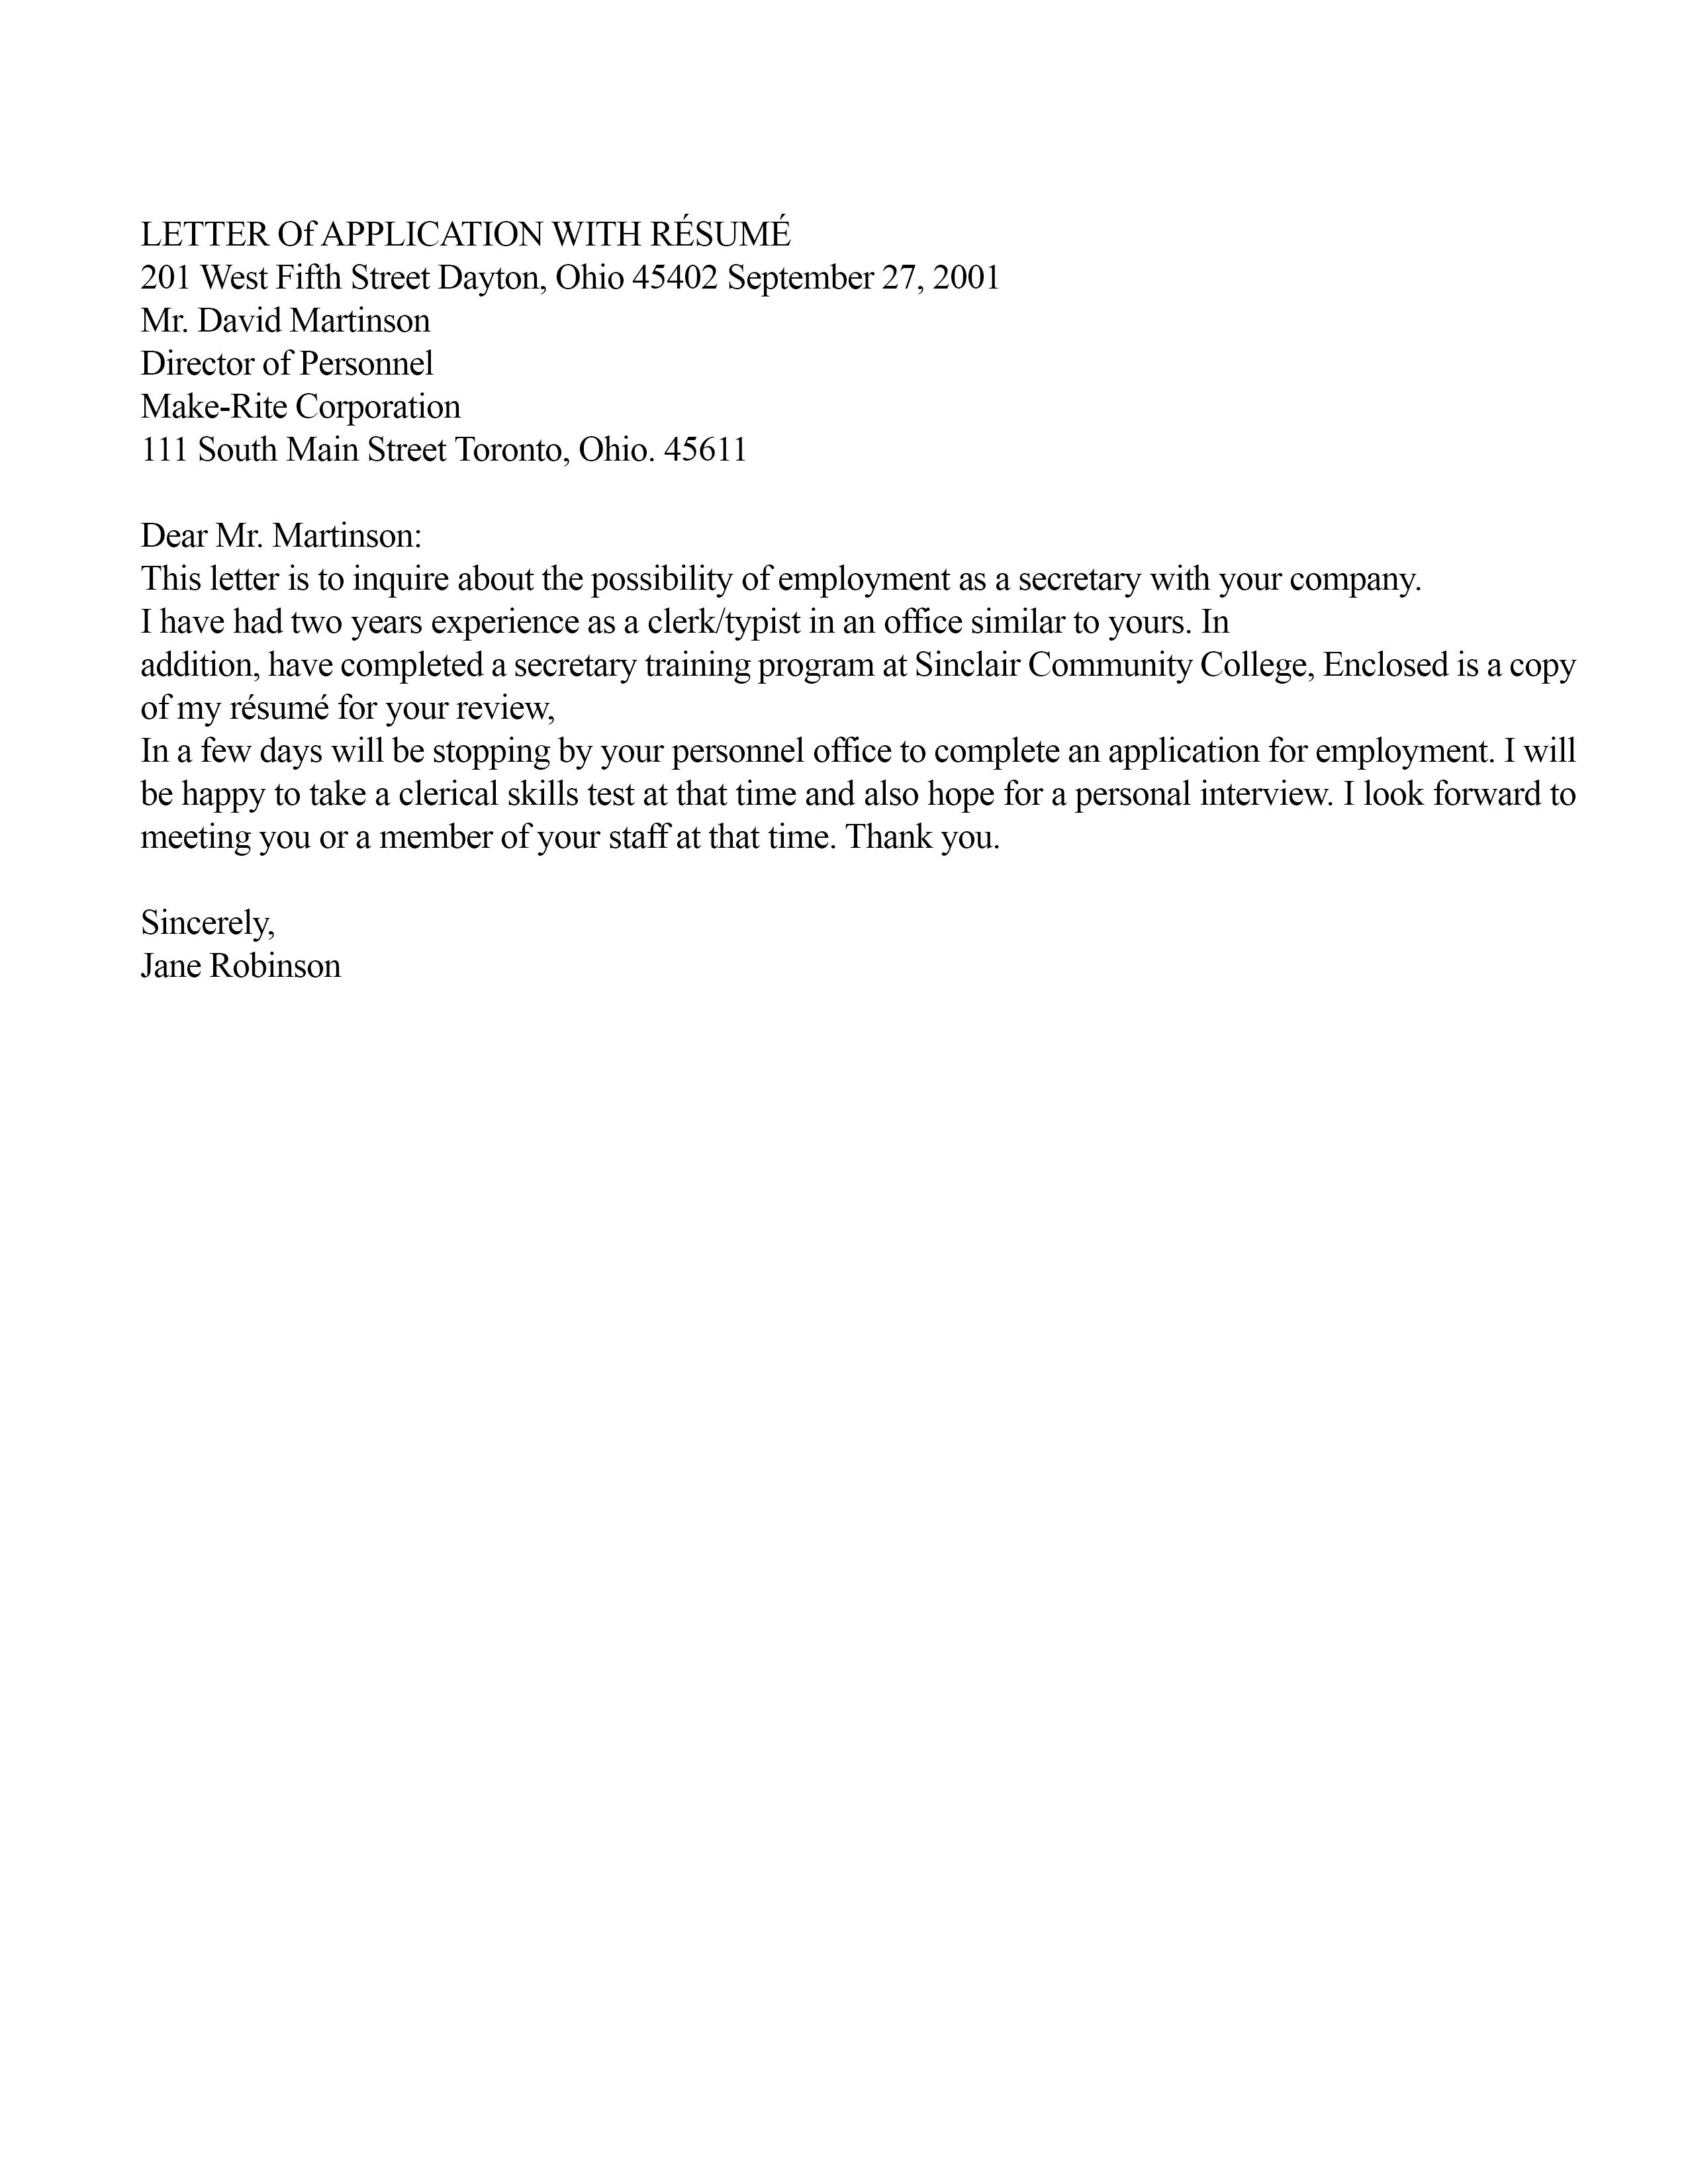 LETTER Of APPLICATION WITH RÉSUMÉ
201 West Fifth Street Dayton, Ohio 45402 September 27, 2001
Mr. David Martinson
Director of Personnel
Make-Rite Corporation
111 South Main Street Toronto, Ohio. 45611
Dear Mr. Martinson:
This letter is to inquire about the possibility of employment as a secretary with your company.
I have had two years experience as a clerk/typist in an office similar to yours. In
addition, have completed a secretary training program at Sinclair Community College, Enclosed is a copy
of my résumé for your review,
In a few days will be stopping by your personnel office to complete an application for employment. I will
be happy to take a clerical skills test at that time and also hope for a personal interview. I look forward to
meeting you or a member of your staff at that time. Thank you.
Sincerely,
Jane Robinson